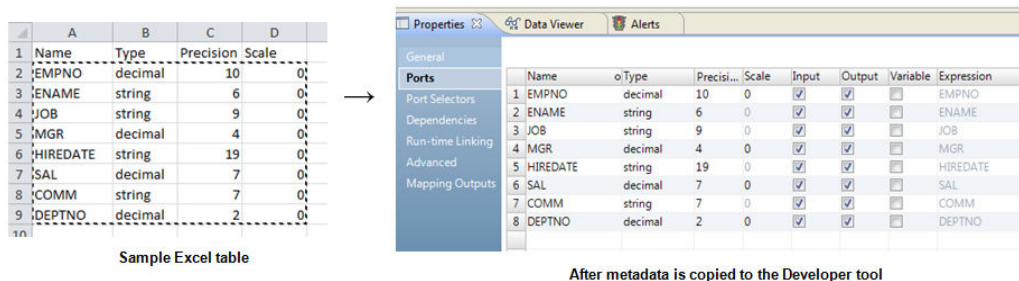 A B C D
1 Name Type Precision Scale
2 EMPNO decimal 10 0
3 ENAME string 6 0
4 JOB string 9 0
5 MGR decimal 4 0
6 HIREDATE string 19 0
7 SAL decimal 7 0
8 COMM string 7 0
9 DEPTNO decimal 2 0
10
Sample Excel table
→
Properties Data Viewer Alerts
General
Ports
Port Selectors
Dependencies
Run-time Linking
Advanced
Mapping Outputs
Name Type Precisi... Scale Input Output Variable Expression
1 EMPNO decimal 10 0 EMPNO
2 ENAME string 6 0 ENAME
3 JOB string 9 0 JOB
4 MGR decimal 4 0 MGR
5 HIREDATE string 19 0 HIREDATE
6 SAL decimal 7 0 SAL
7 COMM string 7 0 COMM
8 DEPTNO decimal 2 0 DEPTNO
After metadata is copied to the Developer tool